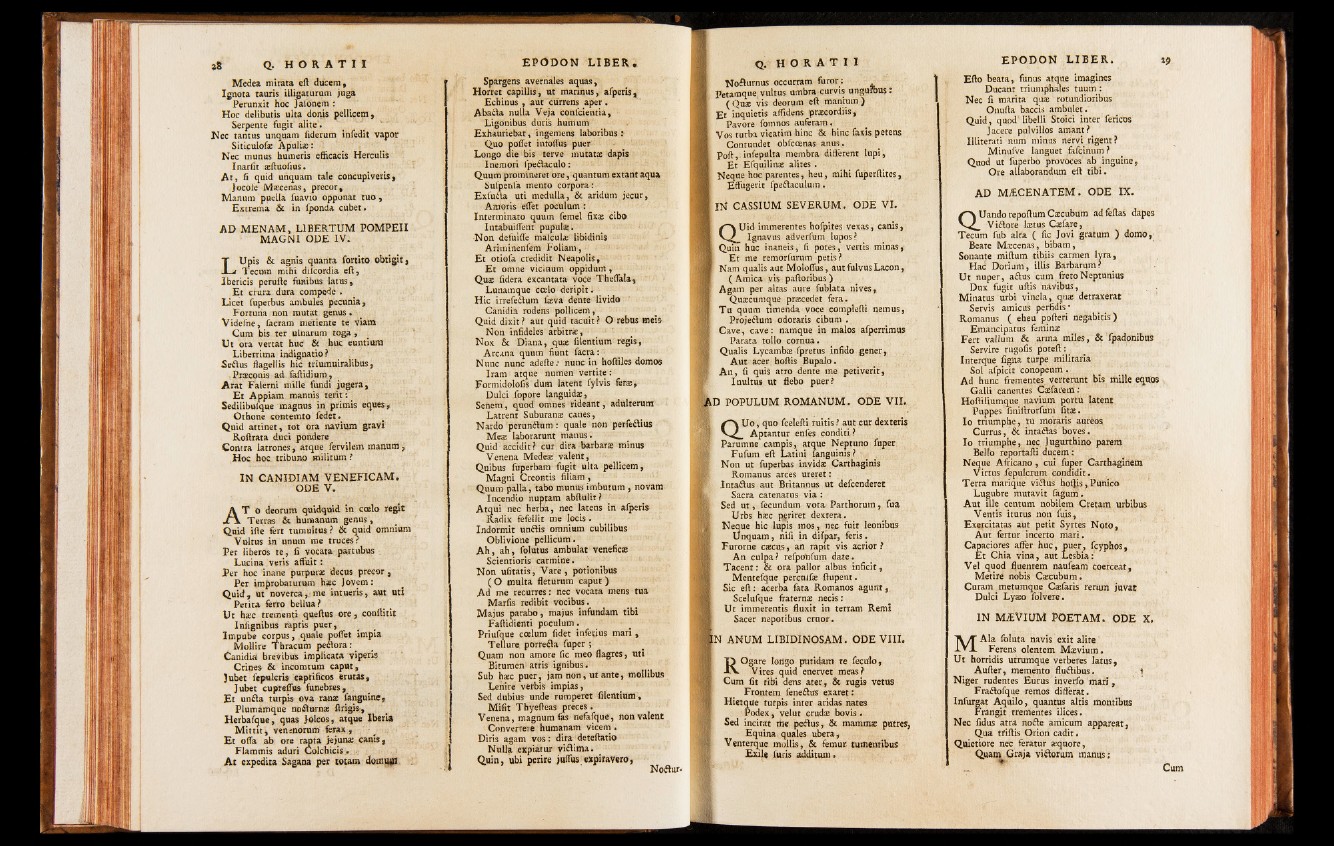 28 Q. HORATII
Medea mirata eſt ducem,
Ignota tauris illigaturum juga
Perunxit hoc Jaſonem :
Hoc delibutis ulta donis pellicem,
Serpente fugit alite.
Nec tantus unquam ſiderum inſedit vapor
Siticuloſæ Apuliæ :
Nec munus humeris efficacis Herculis
Inarſit æſtuoſius.
At, ſi quid unquam tale concupiveris,
Jocoſe Mæcenas, precor,
Manum puella ſuavio opponat tuo,
Extrema & in ſponda cubet.
AD MENAM, LIBERTUM POMPEII
MAGNI ODE IV.
LUpis & agnis quanta ſortito obtigit,
Tecum mihi diſcordia eſt,
Ibericis peruſte funibus latus,
Et crura dura compede.
Licet ſuperbus ambules pecunia,
Fortuna non mutat genus.
Videſne, ſacram metiente te viam
Cum bis ter ulnarum toga,
Ut ora vertat huc & huc euntium
Liberrima indignatio?
Sectus flagellis hic triumviralibus,
Præconis ad faſtidium,
Arat Falerni mille fundi jugera,
Et Appiam mannis terit :
Sedilibuſque magnus in primis eques,
Othone contemto ſedet.
Quid attinet, tot ora navium gravi
Roſtrata duci pondere
Contra latrones, atque ſervilem manum,
Hoc hoc tribuno militum?
IN CANIDIAM VENEFICAM.
ODE V.
AT o deorum quidquid in cœlo regit
Terras & humanum genus,
Quid iſte fert tumultus? & quid omnium
Vultus in unum me truces?
Per liberos te, ſi vocata partubus
Lucina veris affuit :
Per hoc inane purpuræ decus precor,
Per improbaturum hæc Jovem :
Quid, ut noverca, me intueris, aut uti
Petita ferro bellua?
Ut hæc trementi queſtus ore, conſtitit
Inſignibus raptis puer,
Impube corpus, quale poſſet impia
Mollire Thracum pectora :
Canidia brevibus implicata viperis
Crines & incomtum caput,
Jubet ſepulcris caprificos erutas,
Jubet cupreſſus funebres,
Et uncta turpis ova ranæ ſanguine,
Plumamque nocturnæ ſtrigis,
Herbaſque, quas Jolcos, atque Iberia
Mittit, venenorum ferax,
Et oſſa ab ore rapta jejunæ canis,
Flammis aduri Colchicis.
At expedita Sagana per totam domum
EPODON LIBER.
Spargens avernales aquas,
Horret capillis, ut marinus, aſperis,
Echinus, aut currens aper.
Abacta nulla Veja conſcientia,
Ligonibus duris humum
Exhauriebat, ingemens laboribus :
Quo poſſet infoſſus puer
Longo die bis terve mutatæ dapis
Inemori ſpectaculo :
Quum promineret ore, quantum extant aqua
Suſpenſa mento corpora :
Exſucta uti medulla, & aridum jecur,
Amoris eſſet poculum :
Interminato quum ſemel fixæ cibo
Intabuiſſent pupulæ.
Non defuiſſe maſculæ libidinis
Ariminenſem Foliam,
Et otioſa credidit Neapolis,
Et omne vicinum oppidum,
Quæ ſidera excantata voce Theſſala,
Lunamque cœlo deripit.
Hic irreſectum ſæva dente livido
Canidia rodens pollicem,
Quid dixit? aut quid tacuit? O rebus meis
Non infideles arbitræ,
Nox & Diana, quæ ſilentium regis,
Arcana quum fiunt ſacra :
Nunc nunc adeſte : nunc in hoſtiles domos
Iram atque numen vertite :
Formidoloſis dum latent ſylvis feræ,
Dulci ſopore languidæ,
Senem, quod omnes rideant, adulterum
Latrent Suburanæ canes,
Nardo perunctum : quale non perfectius
Meæ laborarunt manus.
Quid accidit? cur dira barbaræ minus
Venena Medeæ valent,
Quibus ſuperbam fugit ulta pellicem,
Magni Creontis filiam,
Quum palla, tabo munus imbutum, novam
Incendio nuptam abſtulit?
Atqui nec herba, nec latens in aſperis
Radix fefellit me locis.
Indormit unctis omnium cubilibus
Oblivione pellicum.
Ah, ah, ſolutus ambulat veneficæ
Scientioris carmine.
Non uſitatis, Vare, potionibus
(O multa fleturum caput)
Ad me recurres : nec vocata mens tua
Marſis redibit vocibus.
Majus parabo, majus infundam tibi
Faſtidienti poculum.
Priuſque cœlum ſidet inferius mari,
Tellure porrecta ſuper ;
Quam non amore ſic meo flagres, uti
Bitumen atris ignibus.
Sub hæc puer, jam non, ut ante, mollibus
Lenire verbis impias,
Sed dubius unde rumperet ſilentium,
Miſit Thyeſteas preces.
Venena, magnum fas nefaſque, non valent
Convertere humanam vicem.
Diris agam vos : dira deteſtatio
Nulla expiatur victima.
Quin, ubi perire juſſus expiravero,
Noctur-
Q. HORATII
Nocturnus occurram furor :
Petamque vultus umbra curvis unguibus :
(Quæ vis deorum eſt manium)
Et inquietis aſſidens præcordiis,
Pavore ſomnos auferam.
Vos turba vicatim hinc & hinc ſaxis petens
Contundet obſcœnas anus.
Poſt, inſepulta membra different lupi,
Et Eſquilinæ alites.
Neque hoc parentes, heu, mihi ſuperſtites,
Effugerit ſpectaculum.
IN CASSIUM SEVERUM. ODE VI.
QUid immerentes hoſpites vexas, canis,
Ignavus adverſum lupos?
Quin huc inaneis, ſi potes, vertis minas,
Et me remorſurum petis?
Nam qualis aut Moloſſus, aut fulvus Lacon,
(Amica vis paſtoribus)
Agam per altas aure ſublata nives,
Quæcumque præcedet fera.
Tu quum timenda voce compleſti nemus,
Projectum odoraris cibum.
Cave, cave : namque in malos aſperrimus
Parata tollo cornua.
Qualis Lycambæ ſpretus infido gener,
Aut acer hoſtis Bupalo.
An, ſi quis atro dente me petiverit,
Inultus ut flebo puer?
AD POPULUM ROMANUM. ODE VII.
QUo, quo ſceleſti ruitis? aut cur dexteris
Aptantur enſes conditi?
Parumne campis, atque Neptuno ſuper
Fuſum eſt Latini ſanguinis?
Non ut ſuperbas invidæ Carthaginis
Romanus arces ureret :
Intactus aut Britannus ut deſcenderet
Sacra catenatus via :
Sed ut, ſecundum vota Parthorum, ſua
Urbs hæc periret dextera.
Neque hic lupis mos, nec fuit leonibus
Unquam, niſi in diſpar, feris.
Furorne cæcus, an rapit vis acrior?
An culpa? reſponſum date.
Tacent : & ora pallor albus inficit,
Menteſque perculſæ ſtupent.
Sic eſt : acerba fata Romanos agunt,
Sceluſque fraternæ necis :
Ut immerentis fluxit in terram Remi
Sacer nepotibus cruor.
IN ANUM LIBIDINOSAM. ODE VIII.
ROgare longo putidam te ſeculo,
Vires quid enervet meas?
Cum ſit tibi dens ater, & rugis vetus
Frontem ſenectus exaret :
Hietque turpis inter aridas nates
Podex, velut crudæ bovis.
Sed incitat me pectus, & mammæ putres,
Equina quales ubera,
Venterque mollis, & femur tumentibus
Exile ſuris additum.
EPODON LIBER. 29
Eſto beata, funus atque imagines
Ducant triumphales tuum :
Nec ſi marita quæ rotundioribus
Onuſta baccis ambulet.
Quid, quod libelli Stoici inter ſericos
Jacere pulvillos amant?
Illiterati num minus nervi rigent?
Minuſve languet faſcinum?
Quod ut ſuperbo provoces ab inguine,
Ore allaborandum eſt tibi.
AD MÆCENATEM. ODE IX.
QUando repoſtum Cæcubum ad feſtas dapes
Victore lætus Cæſare,
Tecum ſub alta (ſic Jovi gratum) domo,
Beate Mæcenas, bibam,
Sonante miſtum tibiis carmen lyra,
Hac Dorium, illis Barbarum?
Ut nuper, actus cum freto Neptunius
Dux fugit uſtis navibus,
Minatus urbi vincla, quæ detraxerat
Servis amicus perfidis.
Romanus (eheu poſteri negabitis)
Emancipatus feminæ
Fert vallum & arma miles, & ſpadonibus
Servire rugoſis poteſt :
Interque ſigna turpe militaria
Sol aſpicit conopeum.
Ad hunc frementes verterunt bis mille equos
Galli canentes Cæſarem :
Hoſtiliumque navium portu latent
Puppes ſiniſtrorſum ſitæ.
Io triumphe, tu moraris aureos
Currus, & intactas boves.
Io triumphe, nec Jugurthino parem
Bello reportaſti ducem :
Neque Africano, cui ſuper Carthaginem
Virtus ſepulcrum condidit.
Terra marique victus hoſtis, Punico
Lugubre mutavit ſagum.
Aut ille centum nobilem Cretam urbibus
Ventis iturus non ſuis,
Exercitatas aut petit Syrtes Noto,
Aut fertur incerto mari.
Capaciores affer huc, puer, ſcyphos,
Et Chia vina, aut Lesbia :
Vel quod fluentem nauſeam coerceat,
Metire nobis Cæcubum.
Curam metumque Cæſaris rerum juvat
Dulci Lyæo ſolvere.
IN MÆVIUM POETAM. ODE X.
MAla ſoluta navis exit alite
Ferens olentem Mævium.
Ut horridis utrumque verberes latus,
Auſter, memento fluctibus.
Niger rudentes Eurus inverſo mari,
Fractoſque remos differat.
Inſurgat Aquilo, quantus altis montibus
Frangit trementes ilices.
Nec ſidus atra nocte amicum appareat,
Qua triſtis Orion cadit.
Quietiore nec feratur æquore,
Quam Graja victorum manus :
Cum